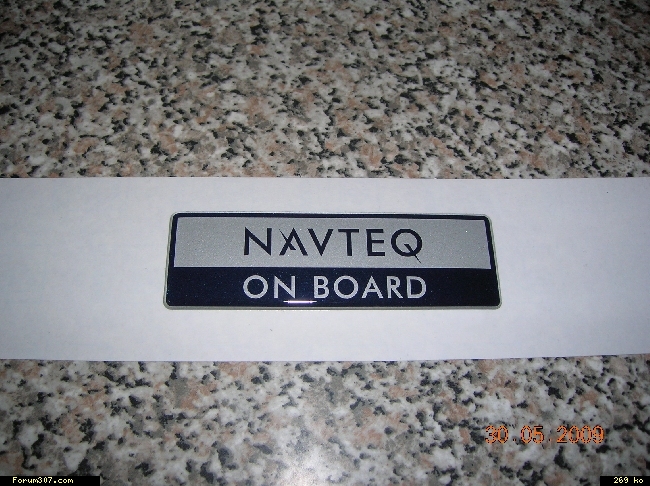 NAVTEQ
ON BOARD
30.05.2009
Forum307.com
269 ko